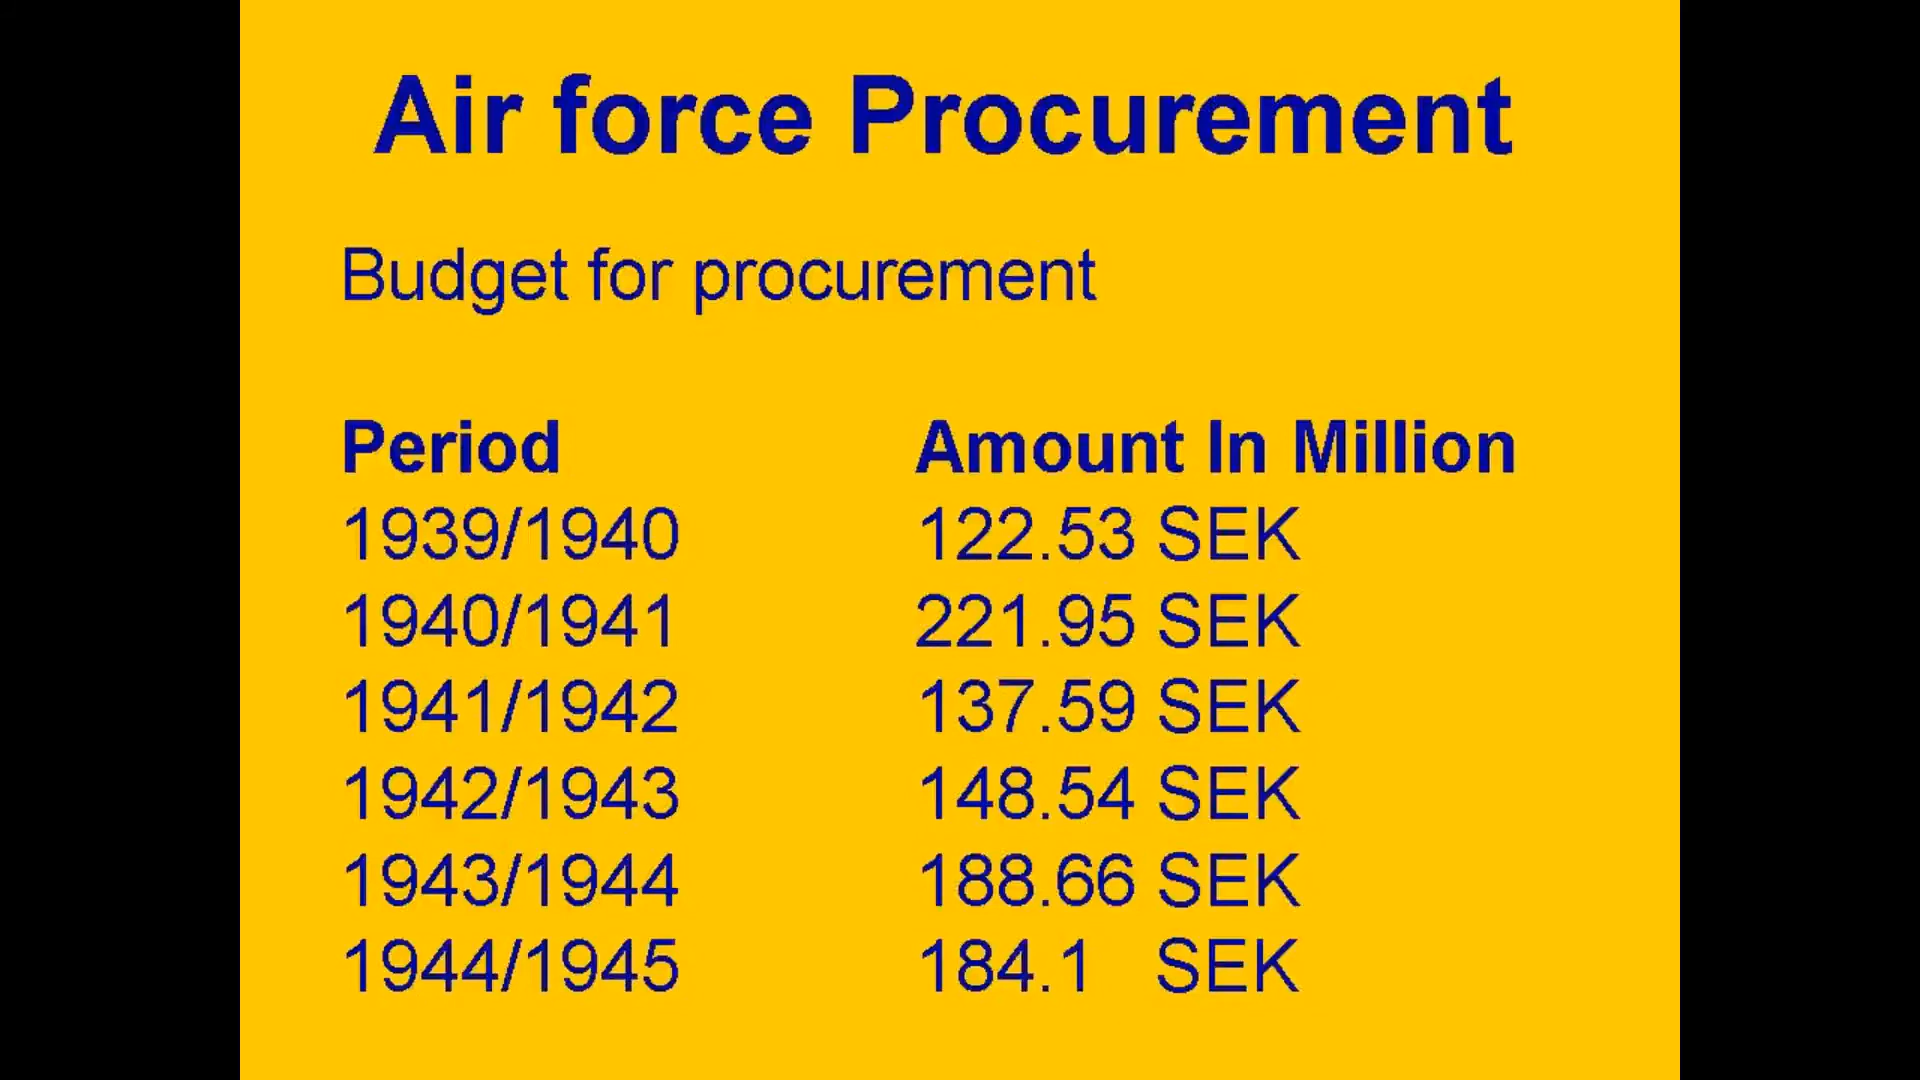 Air force Procurement
Budget for procurement
Period Amount In Million
1939/1940 122.53 SEK
1940/1941 221.95 SEK
1941/1942 137.59 SEK
1942/1943 148.54 SEK
1943/1944 188.66 SEK
1944/1945 184.1 SEK